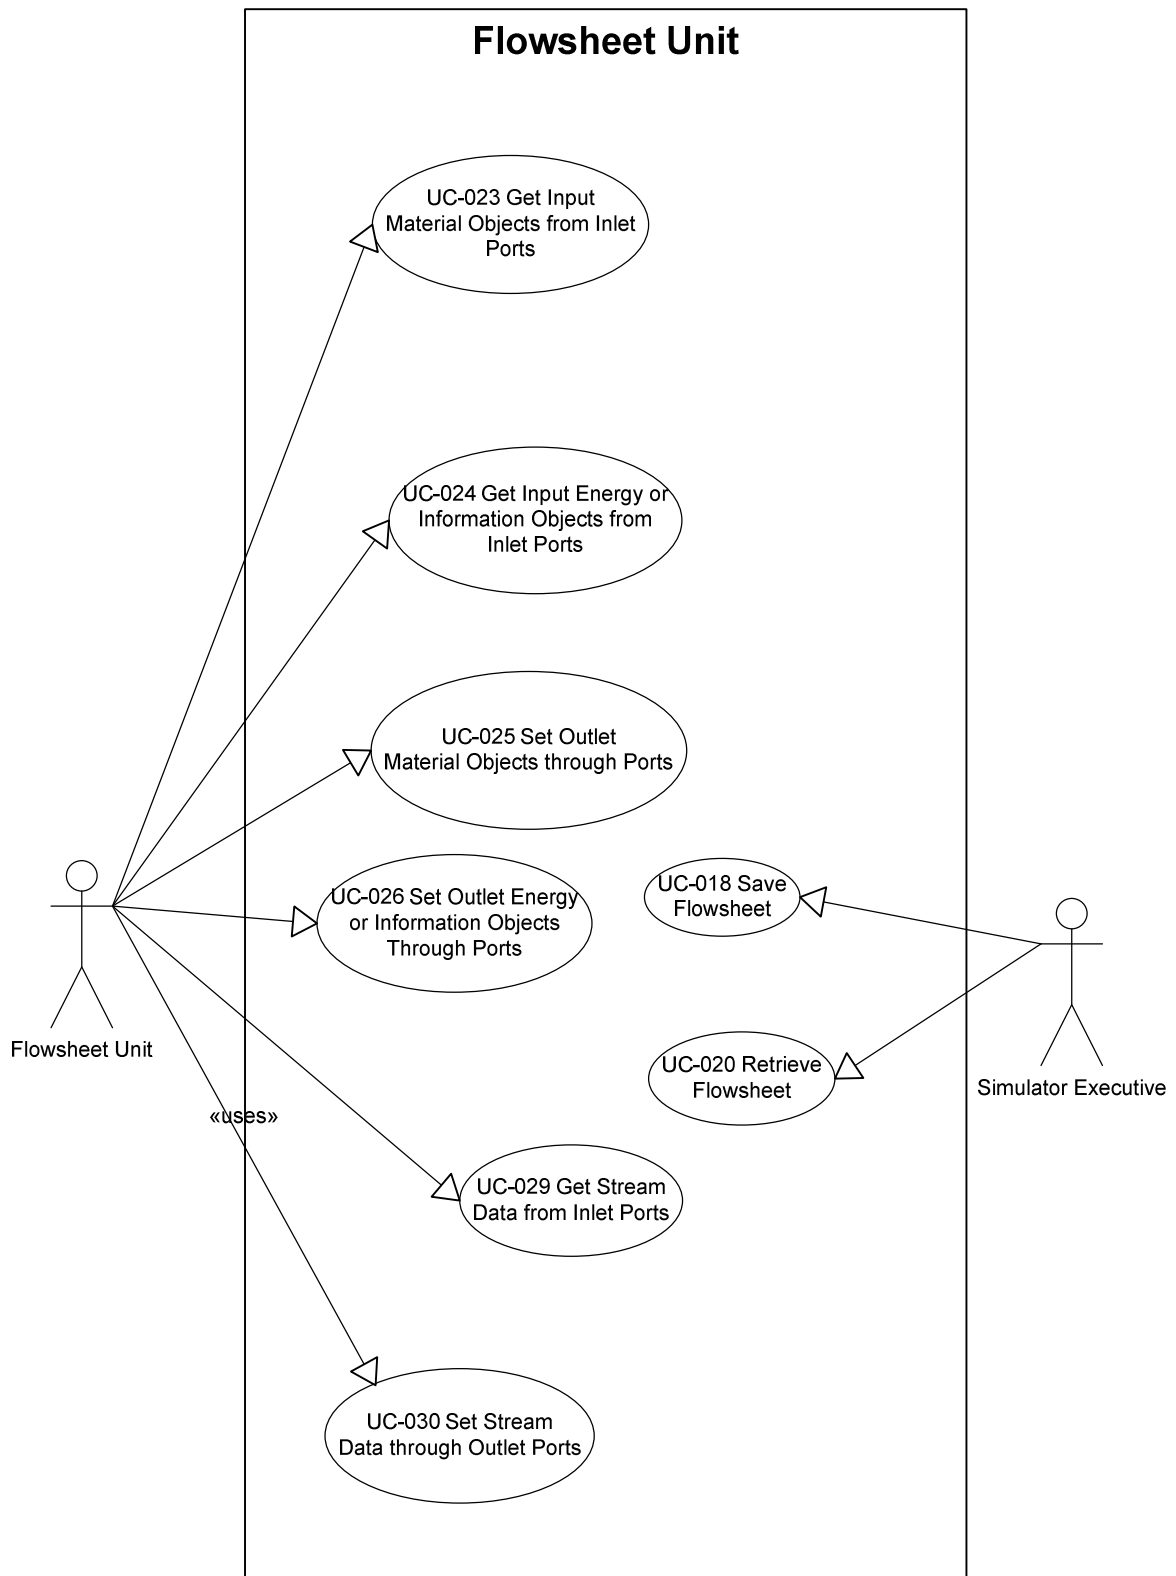 Flowsheet Unit
UC-023 Get Input
Material Objects from Inlet
Ports
UC-024 Get Input Energy or
Information Objects from
Inlet Ports
UC-025 Set Outlet
Material Objects through Ports
UC-026 Set Outlet Energy
or Information Objects
Through Ports
UC-018 Save
Flowsheet
Flowsheet Unit
UC-020 Retrieve
Flowsheet
Simulator Executive
«uses»
UC-029 Get Stream
Data from Inlet Ports
UC-030 Set Stream
Data through Outlet Ports